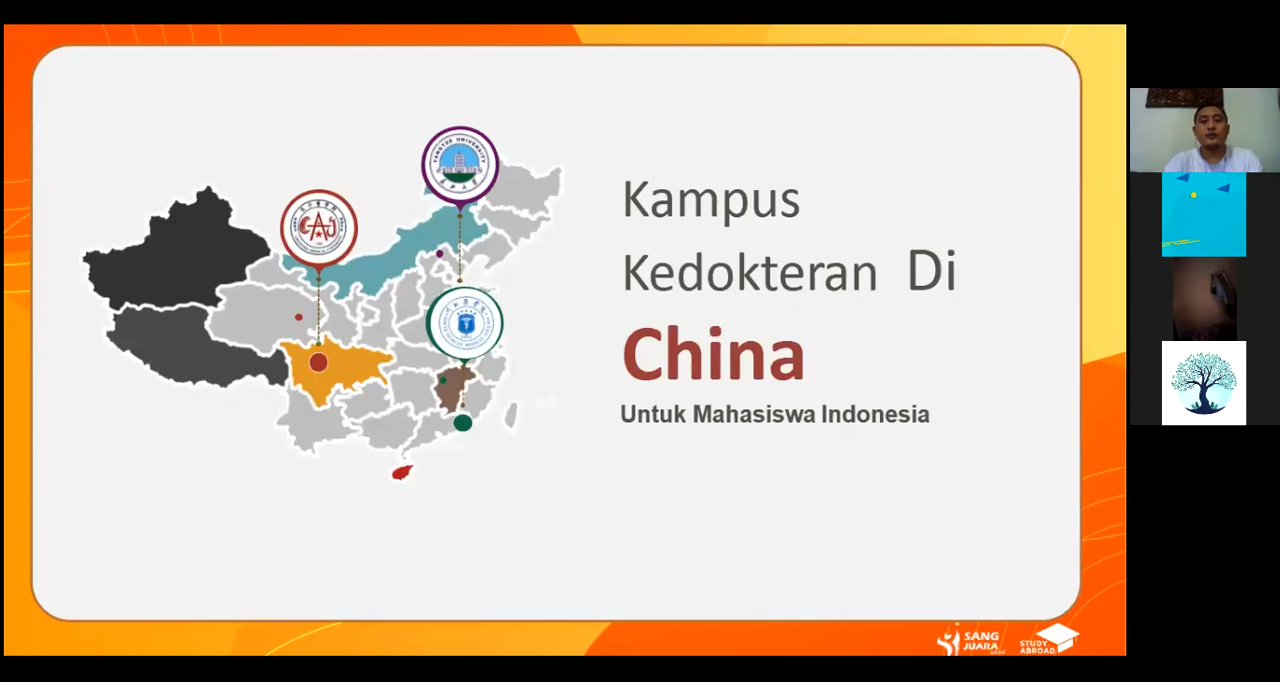 YANGTZE UNIVERSITY
Kampus
Kedokteran Di
China
Untuk Mahasiswa Indonesia
SANG
JUARA
STUDY
ABROAD